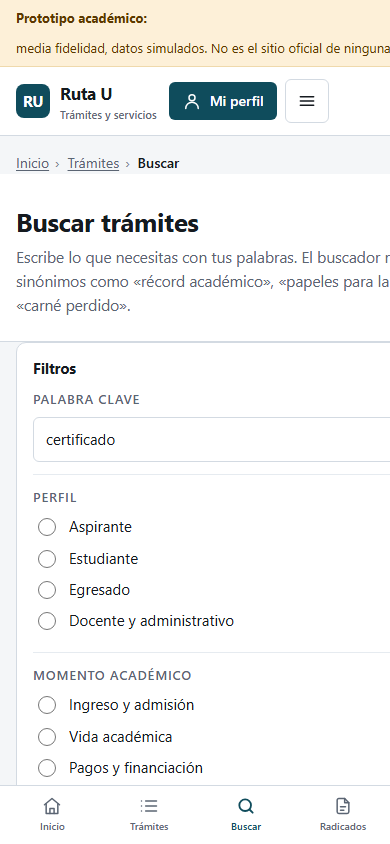 Prototipo académico:
media fidelidad, datos simulados. No es el sitio oficial de ninguna
RU
Ruta U
Trámites y servicios
Mi perfil
Inicio › Trámites › Buscar
Buscar trámites
Escribe lo que necesitas con tus palabras. El buscador
sinónimos como «récord académico», «papeles para la
«carné perdido».
Filtros
PALABRA CLAVE
certificado
PERFIL
Aspirante
Estudiante
Egresado
Docente y administrativo
MOMENTO ACADÉMICO
Ingreso y admisión
Vida académica
Pagos y financiación
Inicio
Trámites
Buscar
Radicados